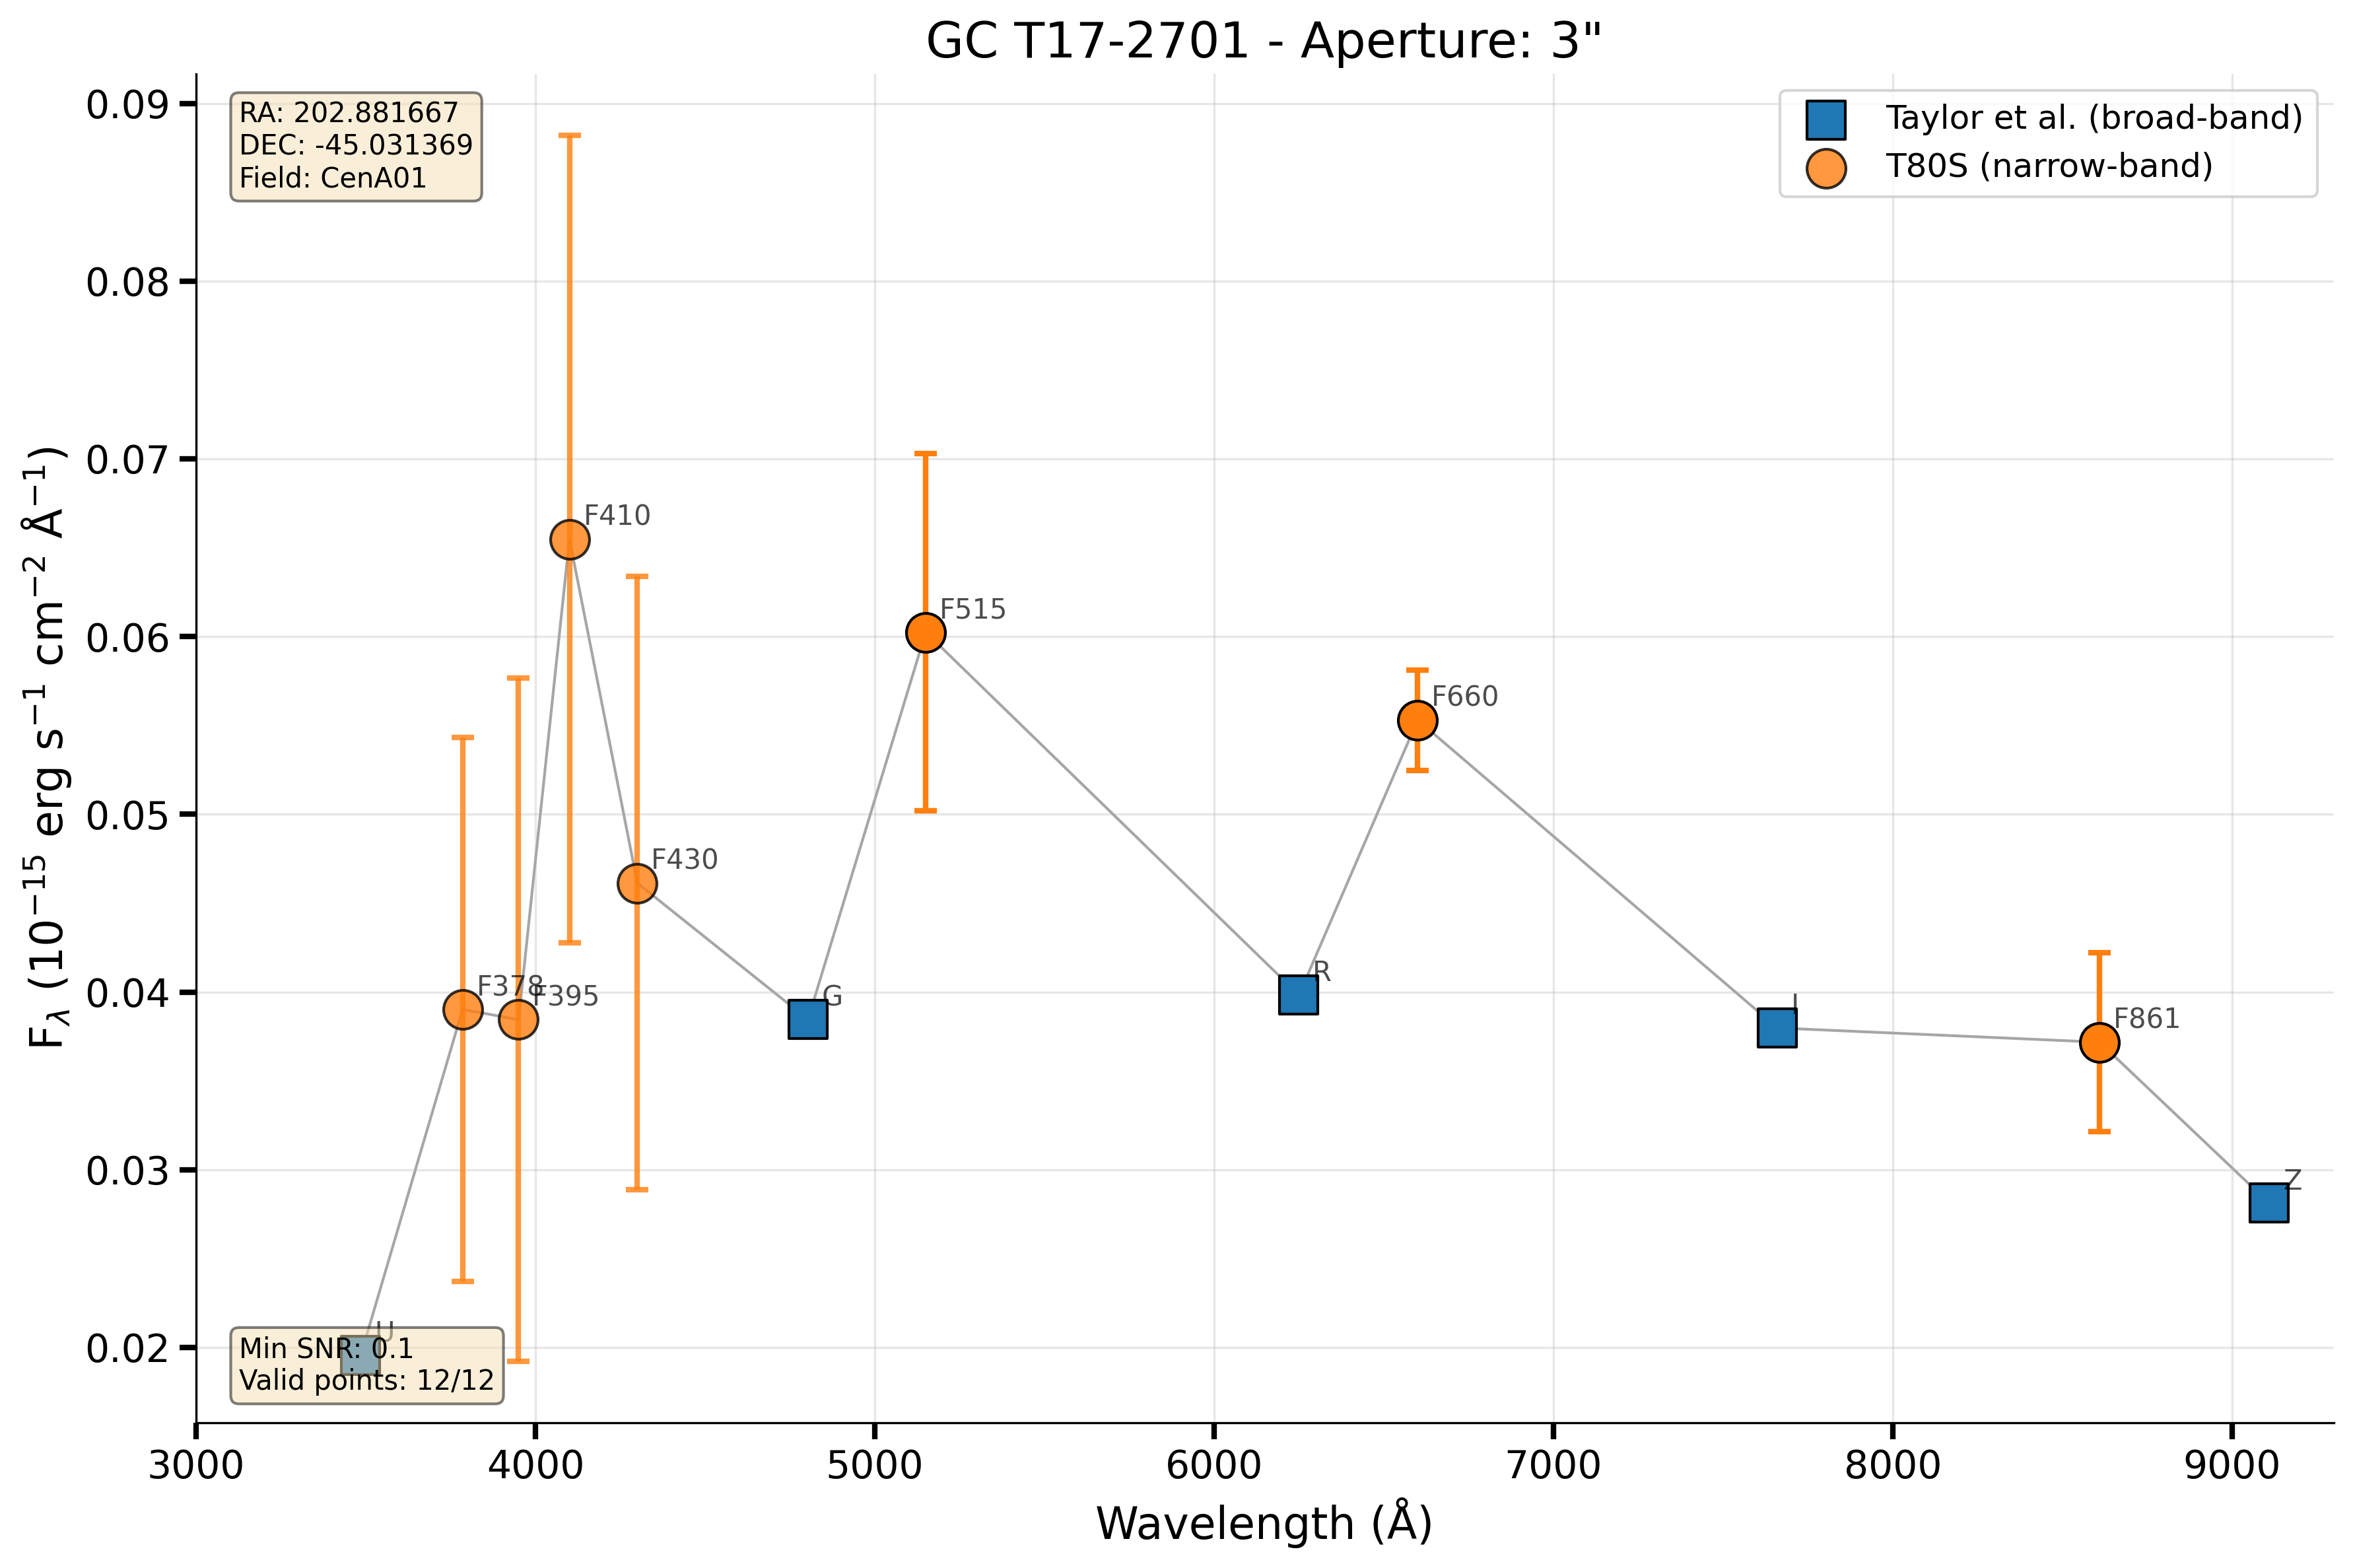 GC T17-2701 - Aperture: 3"
RA: 202.881667
DEC: -45.031369
Field: CenA01
Taylor et al. (broad-band)
T80S (narrow-band)
0.09
0.08
0.07
0.06
0.05
0.04
0.03
0.02
F_λ (10⁻¹⁵ erg s⁻¹ cm⁻² Å⁻¹)
F410
F515
F660
F430
F378
F395
G
R
I
F861
Z
U
Min SNR: 0.1
Valid points: 12/12
3000 4000 5000 6000 7000 8000 9000
Wavelength (Å)